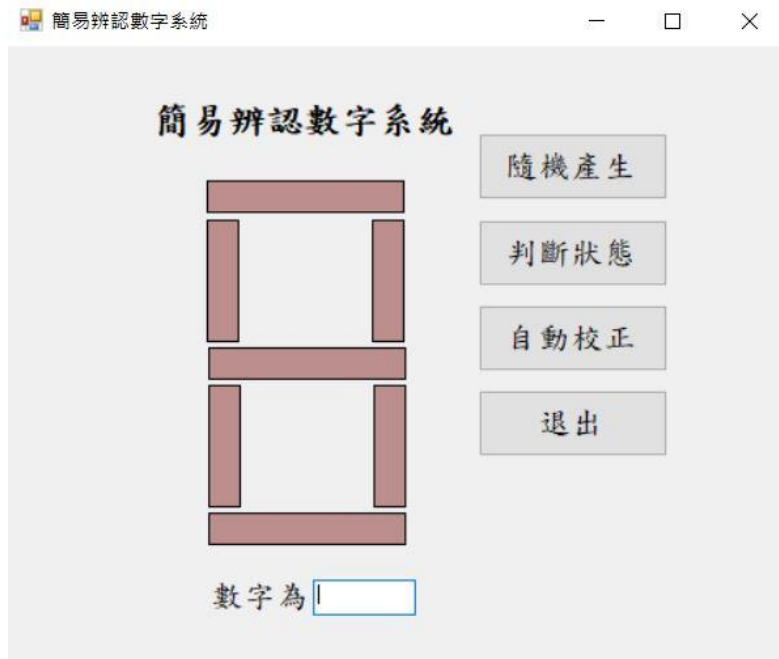 簡易辨認數字系統
簡易辨認數字系統
隨機產生
判斷狀態
自動校正
退出
數字為